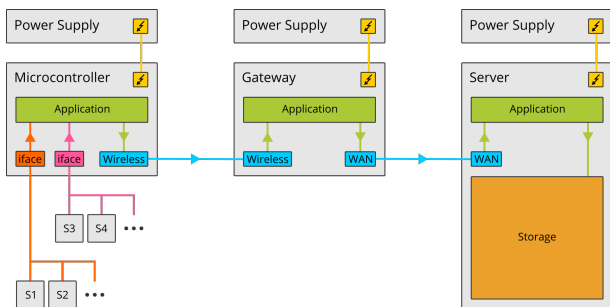 Power Supply
Power Supply
Power Supply
Microcontroller
Gateway
Server
Application
Application
Application
iface
iface
Wireless
Wireless
WAN
WAN
S3
S4
•••
Storage
S1
S2
•••